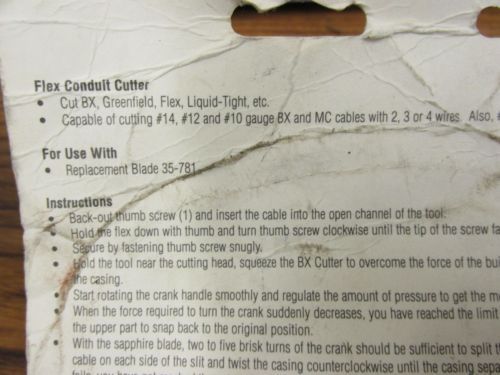 Flex Conduit Cutter
• Cut BX, Greenfield, Flex, Liquid-Tight, etc.
• Capable of cutting #14, #12 and #10 gauge BX and MC cables with 2, 3 or 4 wires. Also,
For Use With
• Replacement Blade 35-781
Instructions
• Back-out thumb screw (1) and insert the cable into the open channel of the tool.
• Hold the flex down with thumb and turn thumb screw clockwise until the tip of the screw fa
• Secure by fastening thumb screw snugly.
• Hold the tool near the cutting head, squeeze the BX Cutter to overcome the force of the bui
the casing.
• Start rotating the crank handle smoothly and regulate the amount of pressure to get the mo
• When the force required to turn the crank suddenly decreases, you have reached the limit
the upper part to snap back to the original position.
• With the sapphire blade, two to five brisk turns of the crank should be sufficient to split t
cable on each side of the slit and twist the casing counterclockwise until the casing sepa